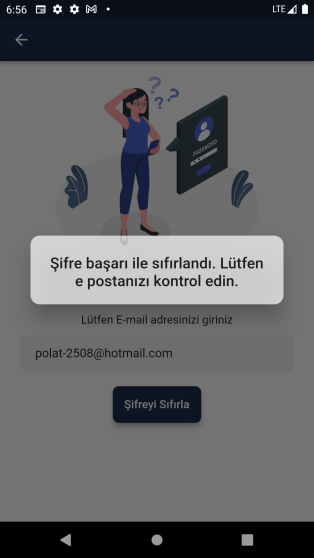 6:56
LTE
PASSWORD
Şifre başarı ile sıfırlandı. Lütfen
e postanızı kontrol edin.
Lütfen E-mail adresinizi giriniz
polat-2508@hotmail.com
Şifreyi Sıfırla